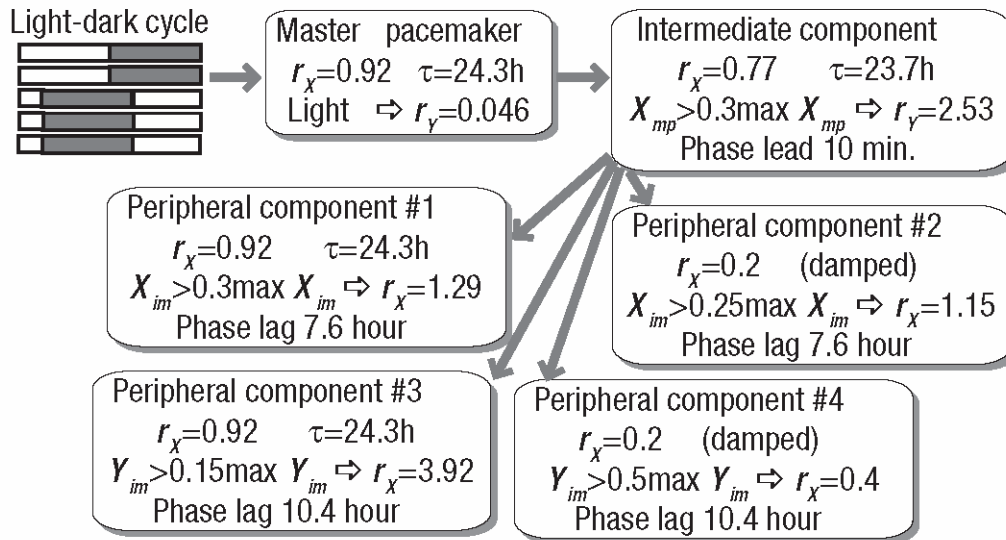 Light-dark cycle
Master pacemaker
r_X=0.92 τ=24.3h
Light ⇨ r_Y=0.046
Intermediate component
r_X=0.77 τ=23.7h
X_mp>0.3max X_mp ⇨ r_Y=2.53
Phase lead 10 min.
Peripheral component #1
r_X=0.92 τ=24.3h
X_im>0.3max X_im ⇨ r_X=1.29
Phase lag 7.6 hour
Peripheral component #2
r_X=0.2 (damped)
X_im>0.25max X_im ⇨ r_X=1.15
Phase lag 7.6 hour
Peripheral component #3
r_X=0.92 τ=24.3h
Y_im>0.15max Y_im ⇨ r_X=3.92
Phase lag 10.4 hour
Peripheral component #4
r_X=0.2 (damped)
Y_im>0.5max Y_im ⇨ r_X=0.4
Phase lag 10.4 hour